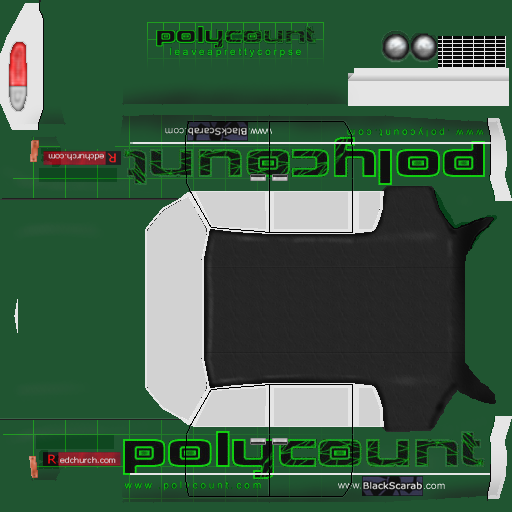 polycount
leaveaprettycorpse
www.BlackScarab.com
www.polycount.com
Redchurch.com
polycount
polycount
Redchurch.com
www.polycount.com
www.BlackScarab.com